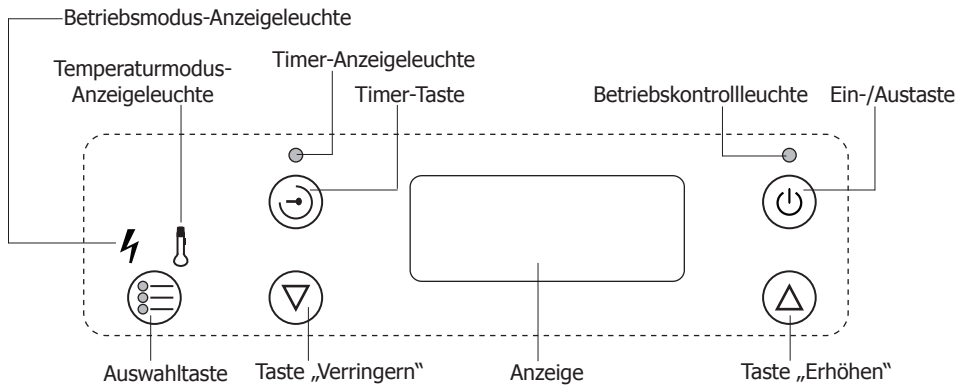 Betriebsmodus-Anzeigeleuchte
Temperaturmodus-
Anzeigeleuchte
Timer-Anzeigeleuchte
Timer-Taste
Betriebskontrollleuchte
Ein-/Austaste
Auswahltaste
Taste „Verringern“
Anzeige
Taste „Erhöhen“